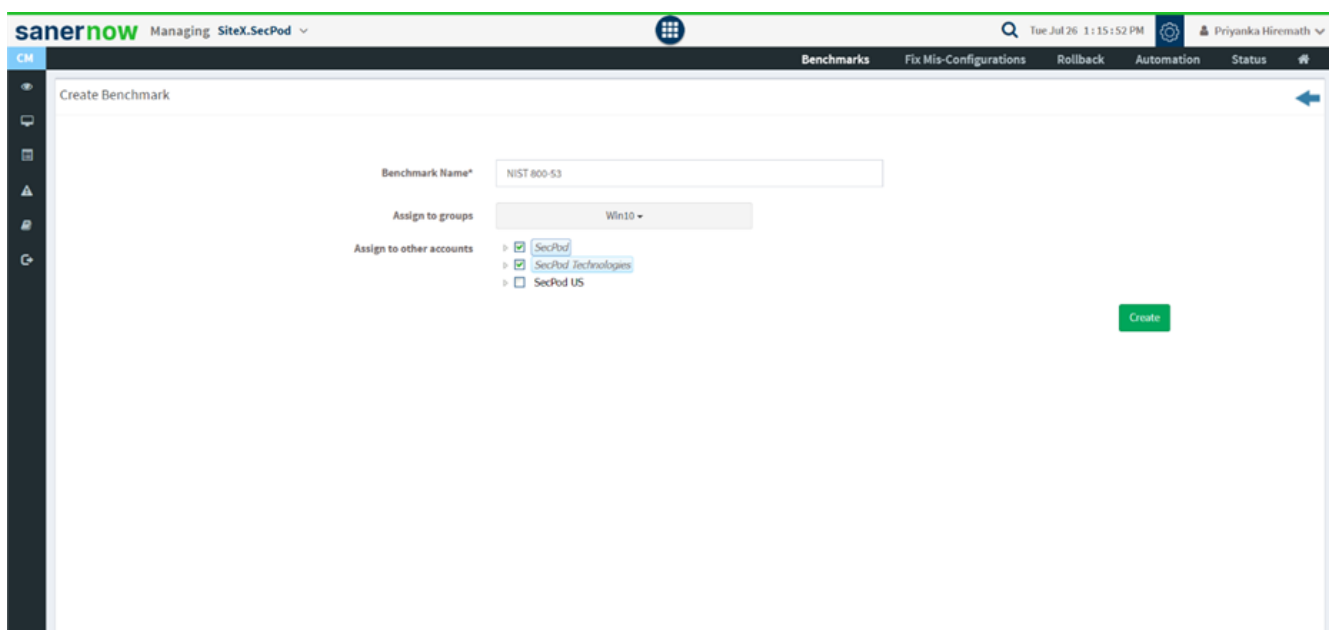 sanernow Managing SiteX.SecPod Tue Jul 26 1:15:52 PM Priyanka Hiremath
CM Benchmarks Fix Mis-Configurations Rollback Automation Status
Create Benchmark
Benchmark Name* NIST 800-53
Assign to groups Win10
Assign to other accounts SecPod
SecPod Technologies
SecPod US
Create